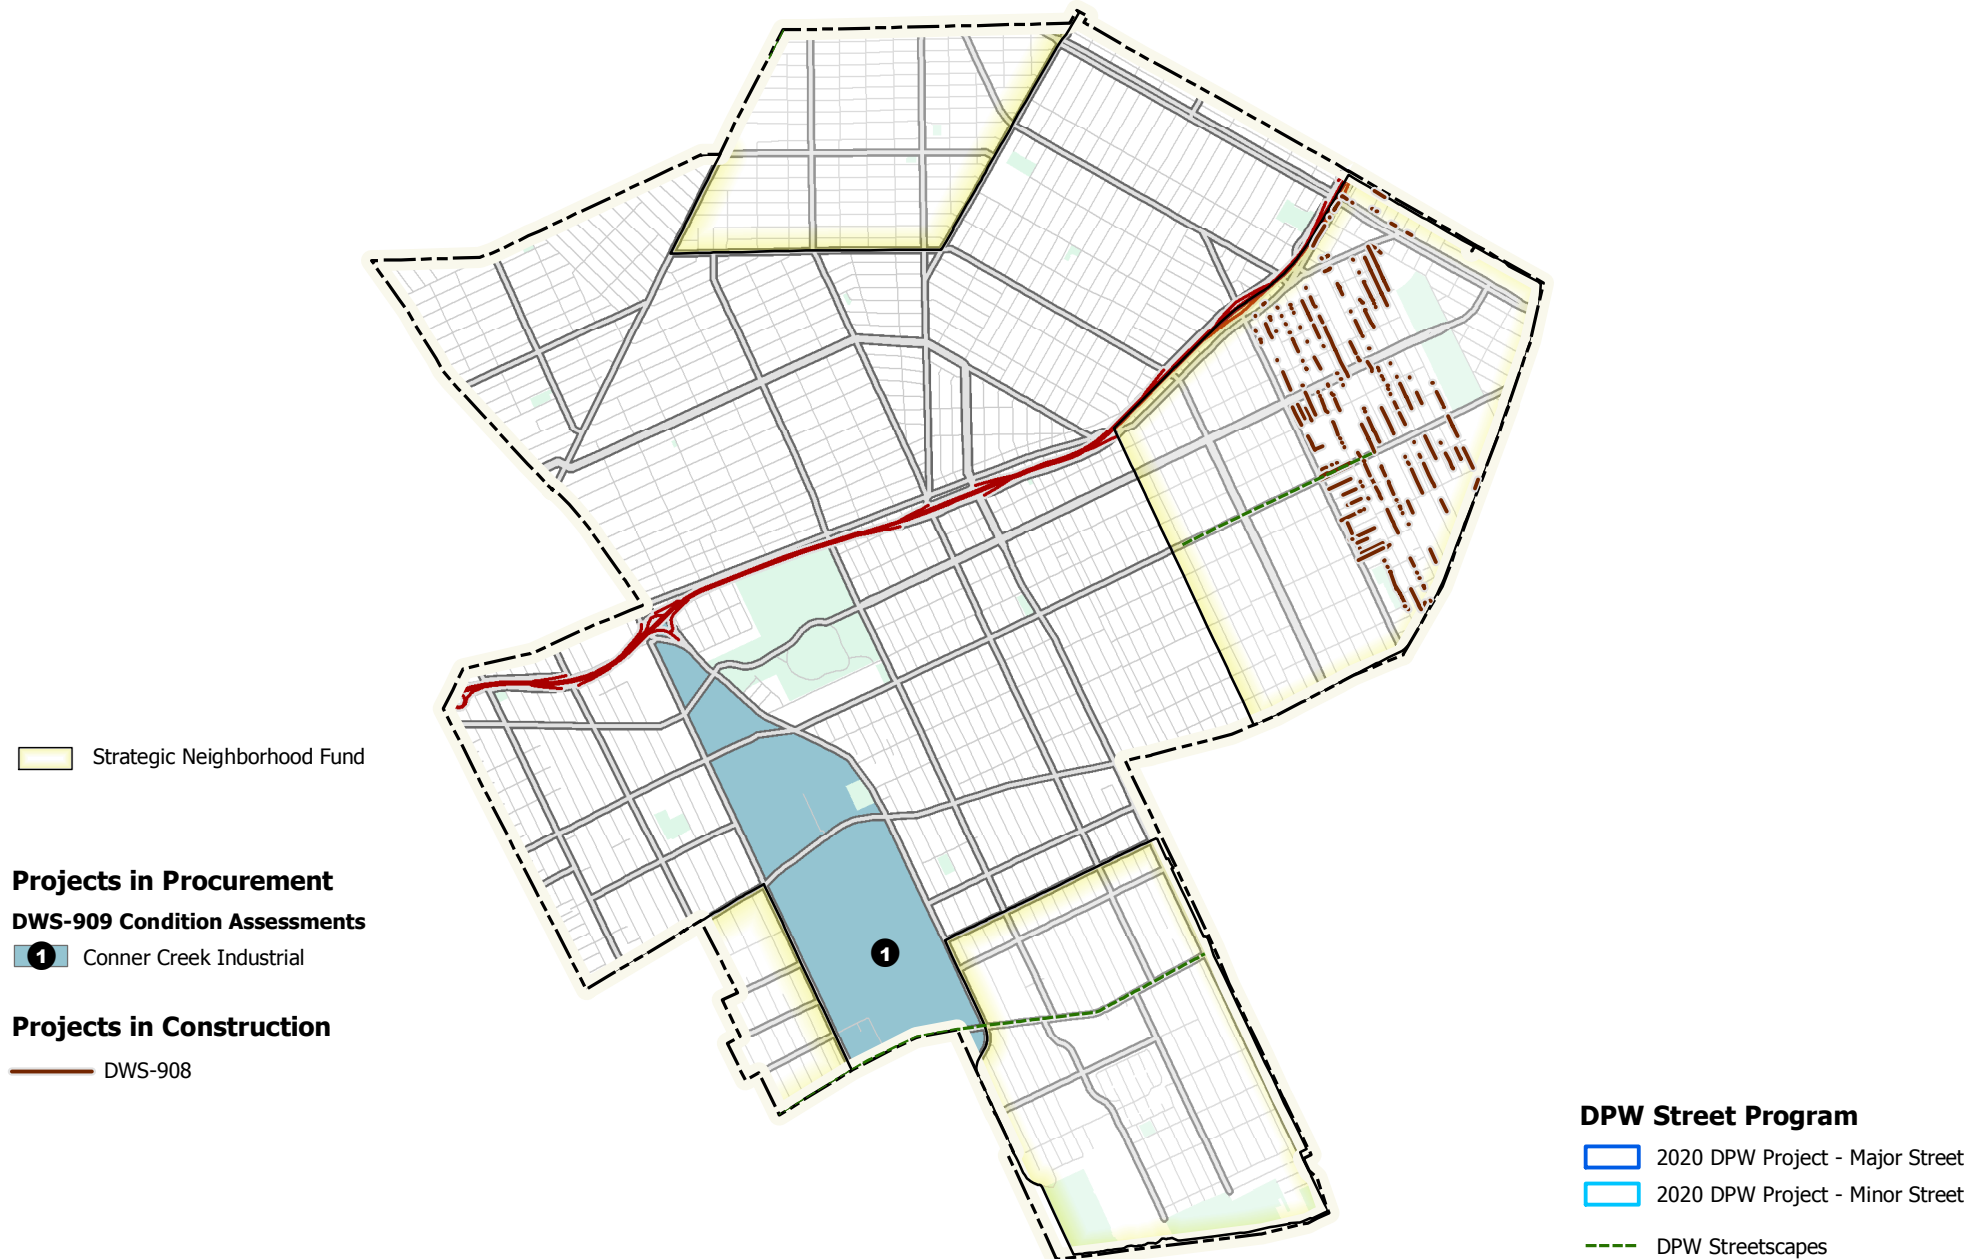 Strategic Neighborhood Fund
Projects in Procurement
DWS-909 Condition Assessments
1 Conner Creek Industrial
Projects in Construction
DWS-908
1
DPW Street Program
2020 DPW Project - Major Street
2020 DPW Project - Minor Street
DPW Streetscapes